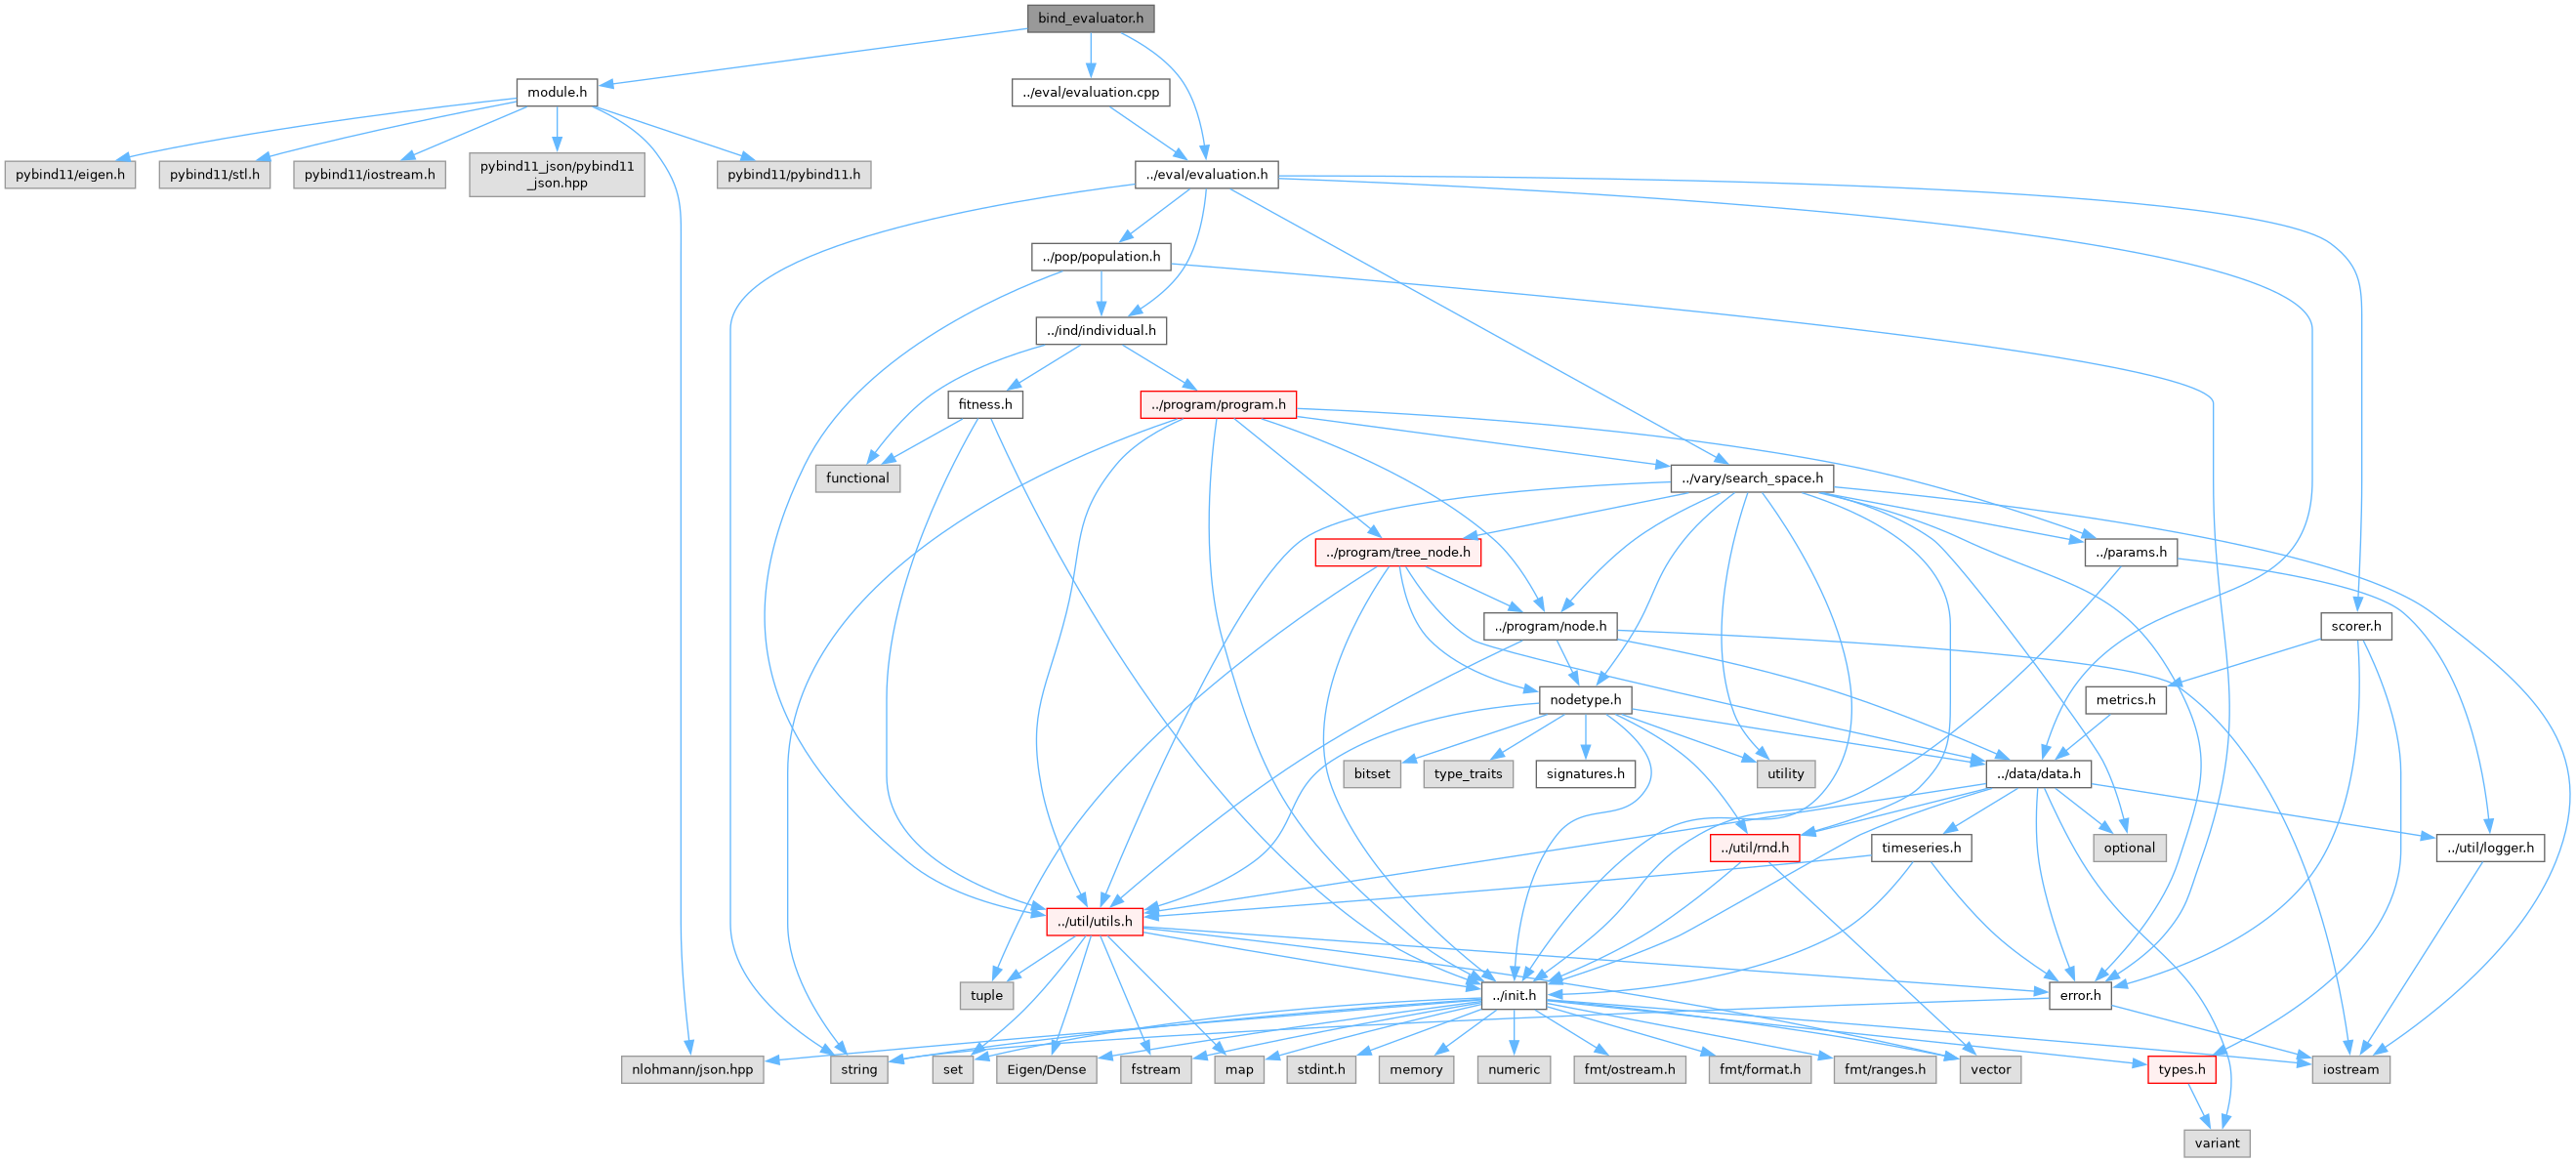 bind_evaluator.h
module.h
../eval/evaluation.cpp
pybind11/eigen.h
pybind11/stl.h
pybind11/iostream.h
pybind11_json/pybind11
_json.hpp
pybind11/pybind11.h
../eval/evaluation.h
../pop/population.h
../ind/individual.h
fitness.h
../program/program.h
functional
../vary/search_space.h
../program/tree_node.h
../params.h
../program/node.h
scorer.h
nodetype.h
metrics.h
bitset
type_traits
signatures.h
utility
../data/data.h
../util/rnd.h
timeseries.h
optional
../util/logger.h
../util/utils.h
tuple
../init.h
error.h
nlohmann/json.hpp
string
set
Eigen/Dense
fstream
map
stdint.h
memory
numeric
fmt/ostream.h
fmt/format.h
fmt/ranges.h
vector
types.h
iostream
variant